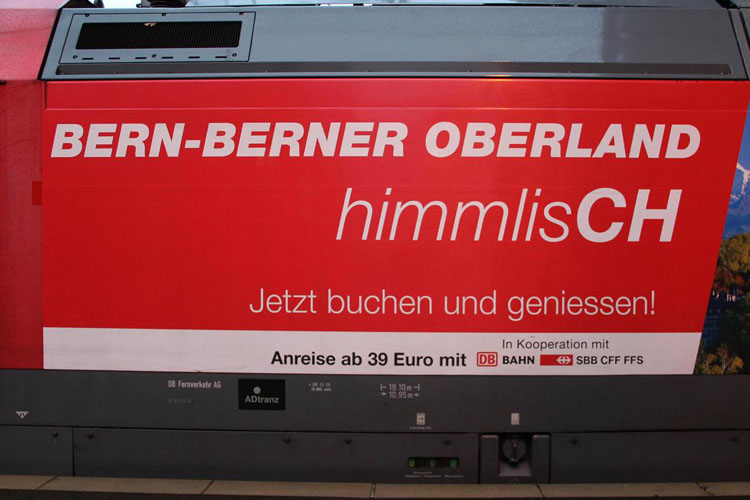 BERN-BERNER OBERLAND
himmlisCH
Jetzt buchen und geniessen!
In Kooperation mit
Anreise ab 39 Euro mit DB BAHN SBB CFF FFS
DB Fernverkehr AG
ADtranz
19,10 m
10,95 m